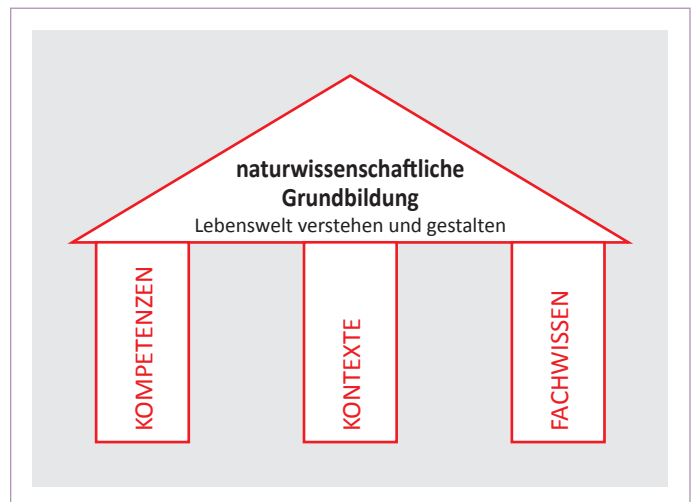 naturwissenschaftliche
Grundbildung
Lebenswelt verstehen und gestalten
KOMPETENZEN
KONTEXTE
FACHWISSEN